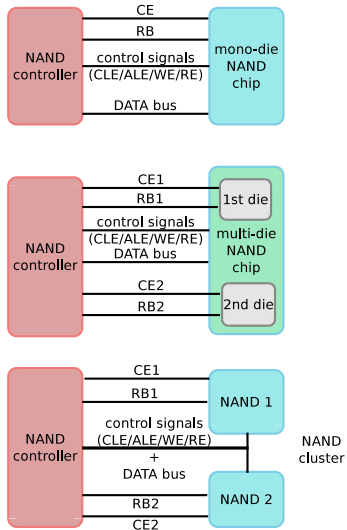 CE
RB
NAND
controller
control signals
(CLE/ALE/WE/RE)
DATA bus
mono-die
NAND
chip
CE1
RB1
1st die
NAND
controller
control signals
(CLE/ALE/WE/RE)
DATA bus
multi-die
NAND
chip
CE2
RB2
2nd die
CE1
RB1
NAND 1
NAND
controller
control signals
(CLE/ALE/WE/RE)
+
DATA bus
NAND
cluster
RB2
CE2
NAND 2